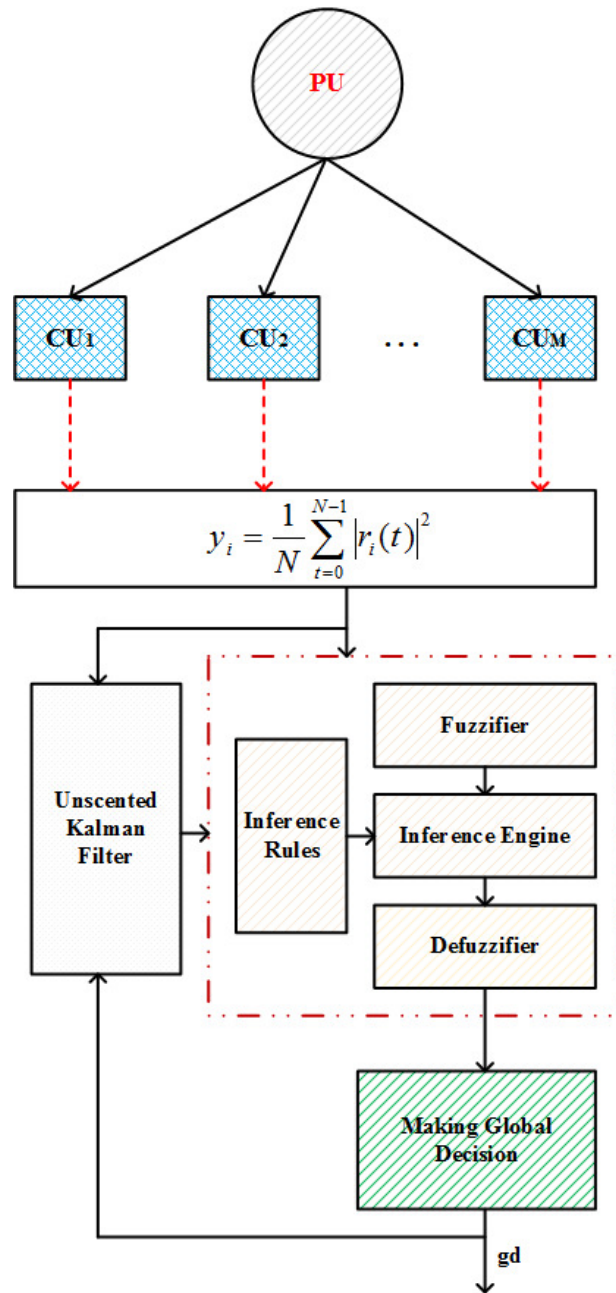 PU
CU1
CU2
...
CUM
y_i = \frac{1}{N} \sum_{t=0}^{N-1} |r_i(t)|^2
Unscented
Kalman
Filter
Inference
Rules
Fuzzifier
Inference Engine
Defuzzifier
Making Global
Decision
gd